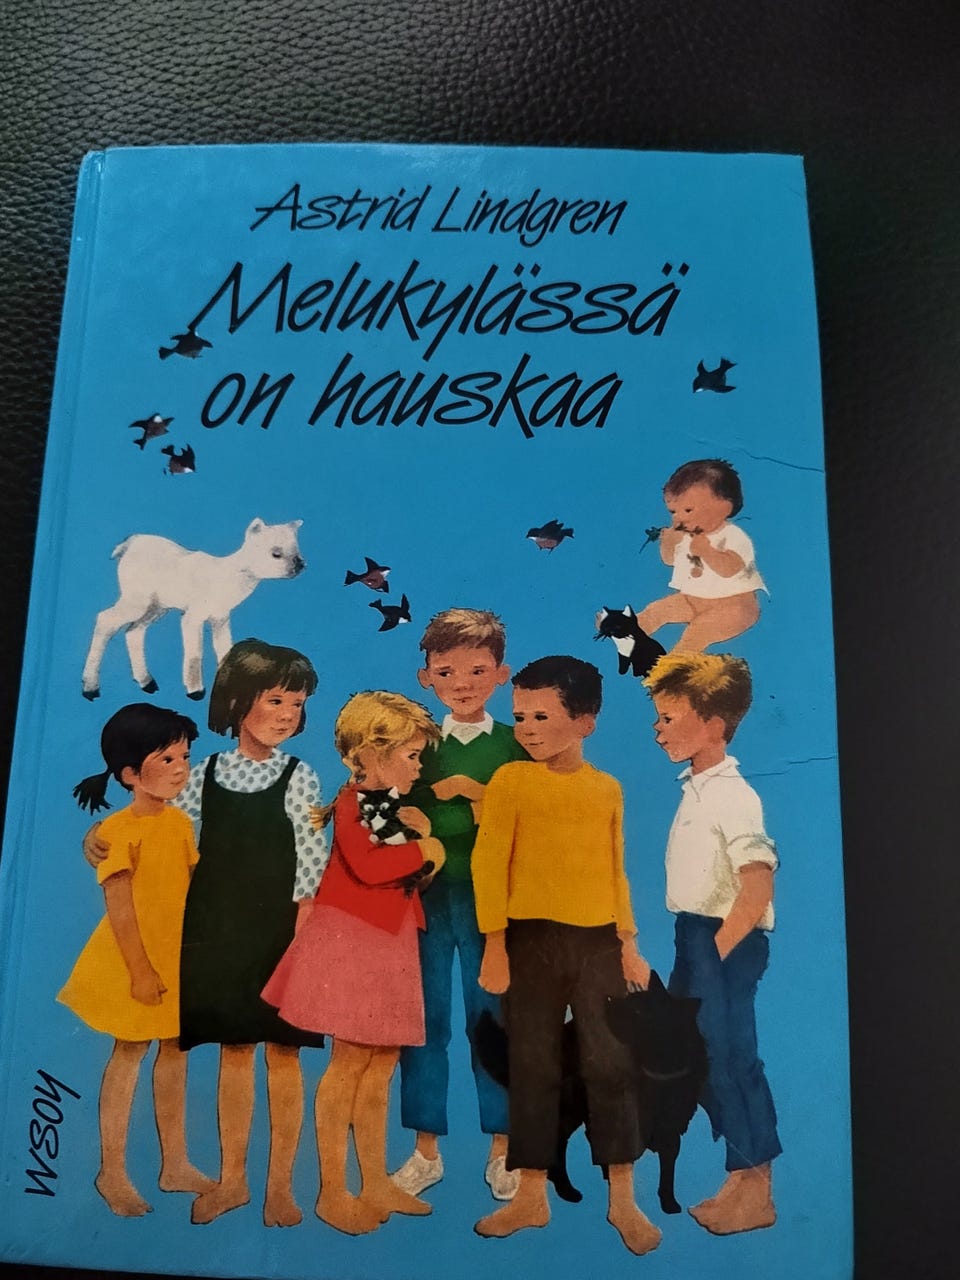 Astrid Lindgren
Melukylässä
on hauskaa
WSOY